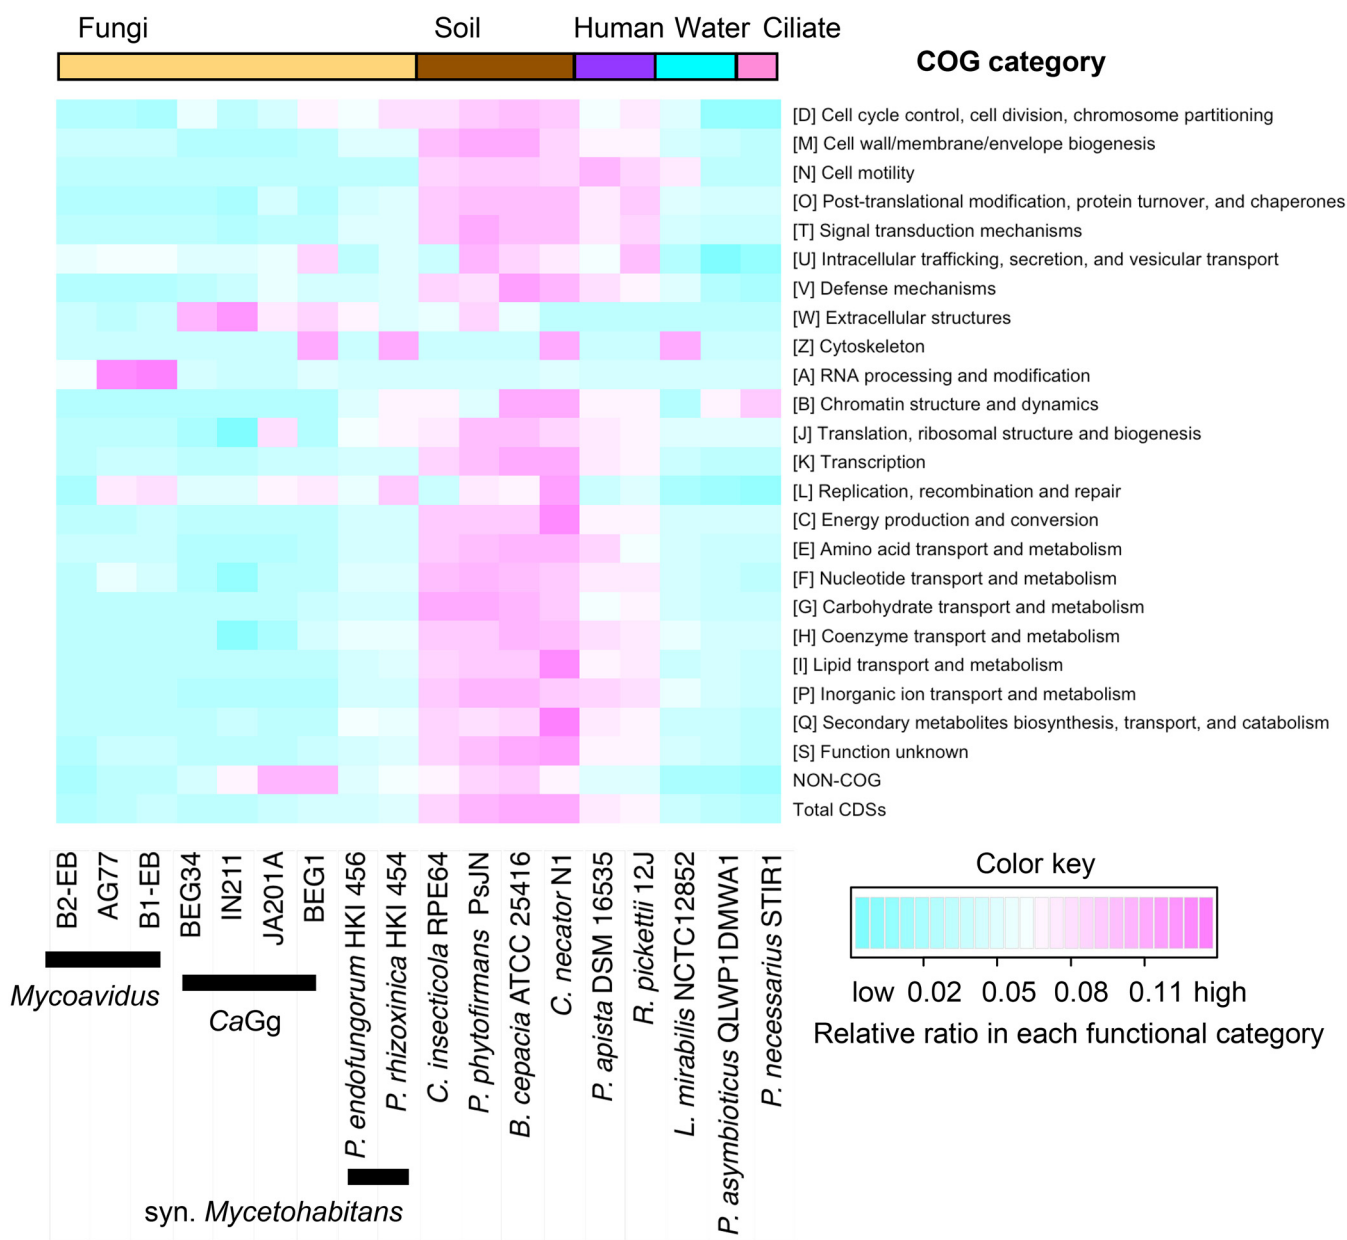 Fungi Soil Human Water Ciliate
COG category
[D] Cell cycle control, cell division, chromosome partitioning
[M] Cell wall/membrane/envelope biogenesis
[N] Cell motility
[O] Post-translational modification, protein turnover, and chaperones
[T] Signal transduction mechanisms
[U] Intracellular trafficking, secretion, and vesicular transport
[V] Defense mechanisms
[W] Extracellular structures
[Z] Cytoskeleton
[A] RNA processing and modification
[B] Chromatin structure and dynamics
[J] Translation, ribosomal structure and biogenesis
[K] Transcription
[L] Replication, recombination and repair
[C] Energy production and conversion
[E] Amino acid transport and metabolism
[F] Nucleotide transport and metabolism
[G] Carbohydrate transport and metabolism
[H] Coenzyme transport and metabolism
[I] Lipid transport and metabolism
[P] Inorganic ion transport and metabolism
[Q] Secondary metabolites biosynthesis, transport, and catabolism
[S] Function unknown
NON-COG
Total CDSs
B2-EB
AG77
B1-EB
BEG34
IN211
JA201A
BEG1
P. endofungorum HKI 456
P. rhizoxinica HKI 454
C. insecticola RPE64
P. phytofirmans PsJN
B. cepacia ATCC 25416
C. necator N1
P. apista DSM 16535
R. pickettii 12J
L. mirabilis NCTC12852
P. asymbioticus QLWP1DMWA1
P. necessarius STIR1
Mycoavidus
CaGg
syn. Mycetohabitans
Color key
low 0.02 0.05 0.08 0.11 high
Relative ratio in each functional category